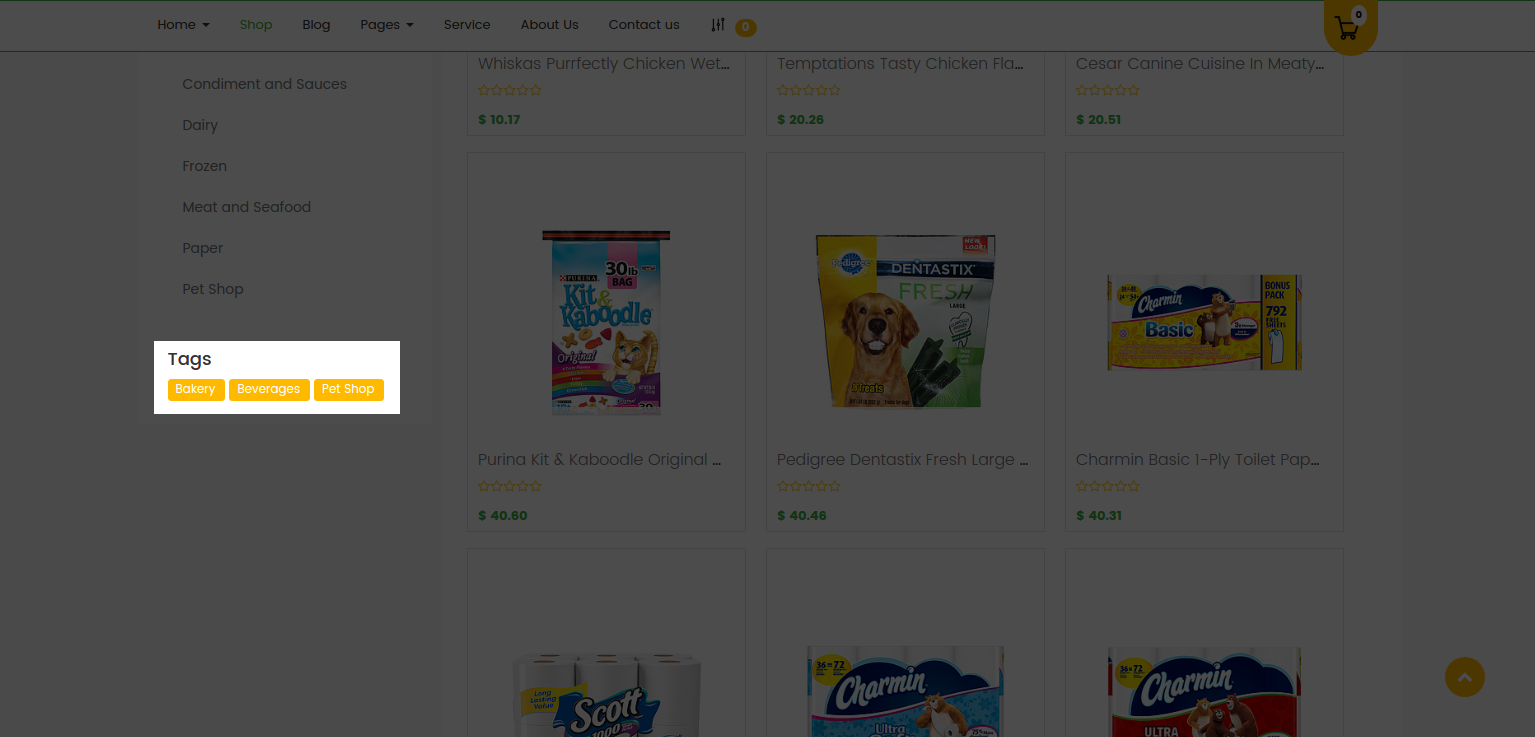 Home Shop Blog Pages Service About Us Contact us 0 0
Condiment and Sauces
Dairy
Frozen
Meat and Seafood
Paper
Pet Shop
Tags
Bakery Beverages Pet Shop
Whiskas Purrfectly Chicken Wet...
$ 10.17
Temptations Tasty Chicken Fla...
$ 20.26
Cesar Canine Cuisine In Meaty...
$ 20.51
30lb
BAG
PURINA
Kit &
Kaboodle
Original
Purina Kit & Kaboodle Original ...
$ 40.60
NEW
LOOK!
Pedigree
DENTASTIX
FRESH
LARGE
Treats
Pedigree Dentastix Fresh Large ...
$ 40.46
Charmin
Basic
BONUS
PACK
792
Charmin Basic 1-Ply Toilet Pap...
$ 40.31
Long
Lasting
Value
Scott
1000
36=72
Charmin
Ultra
36=72
Charmin
ULTRA